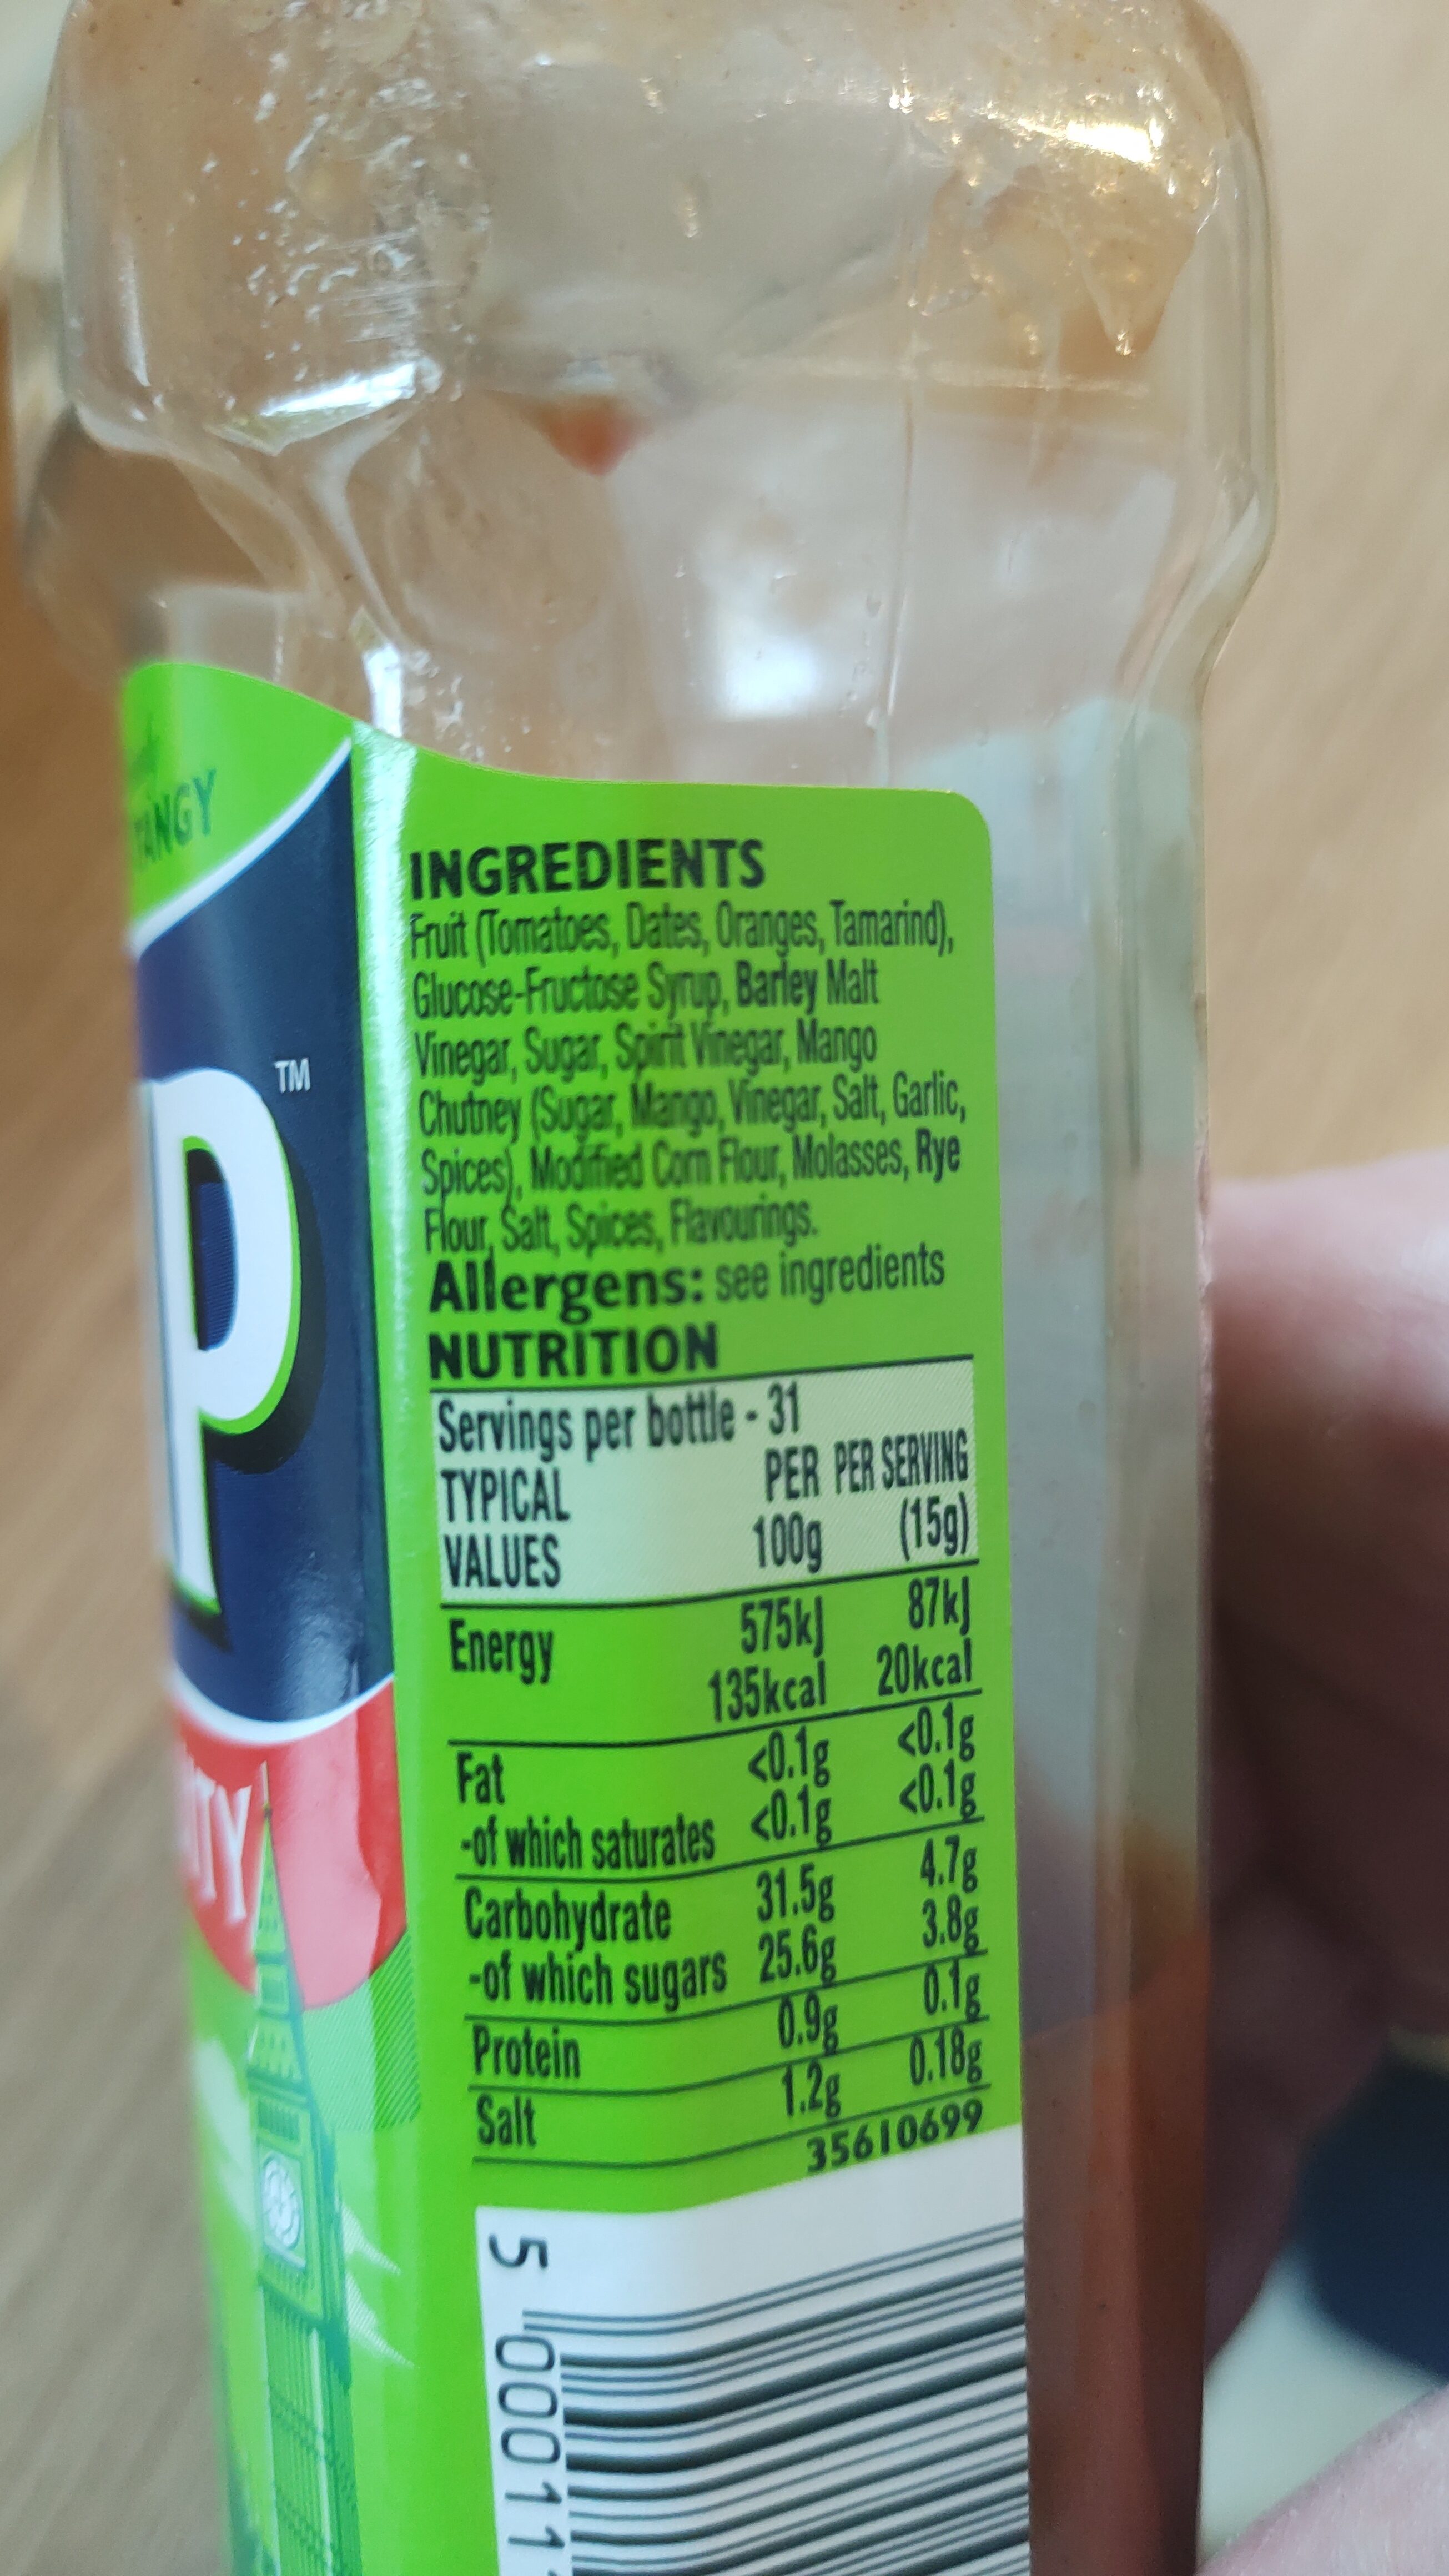 TANGY
P
TM
INGREDIENTS
Fruit (Tomatoes, Dates, Oranges, Tamarind),
Glucose-Fructose Syrup, Barley Malt
Vinegar, Sugar, Spirit Vinegar, Mango
Chutney (Sugar, Mango, Vinegar, Salt, Garlic,
Spices), Modified Corn Flour, Molasses, Rye
Flour, Salt, Spices, Flavourings.
Allergens: see ingredients
NUTRITION
Servings per bottle - 31
TYPICAL VALUES PER 100g PER SERVING (15g)
Energy 575kJ 87kJ
135kcal 20kcal
Fat <0.1g <0.1g
-of which saturates <0.1g <0.1g
Carbohydrate 31.5g 4.7g
-of which sugars 25.6g 3.8g
Protein 0.9g 0.1g
Salt 1.2g 0.18g
35610699
5 00011